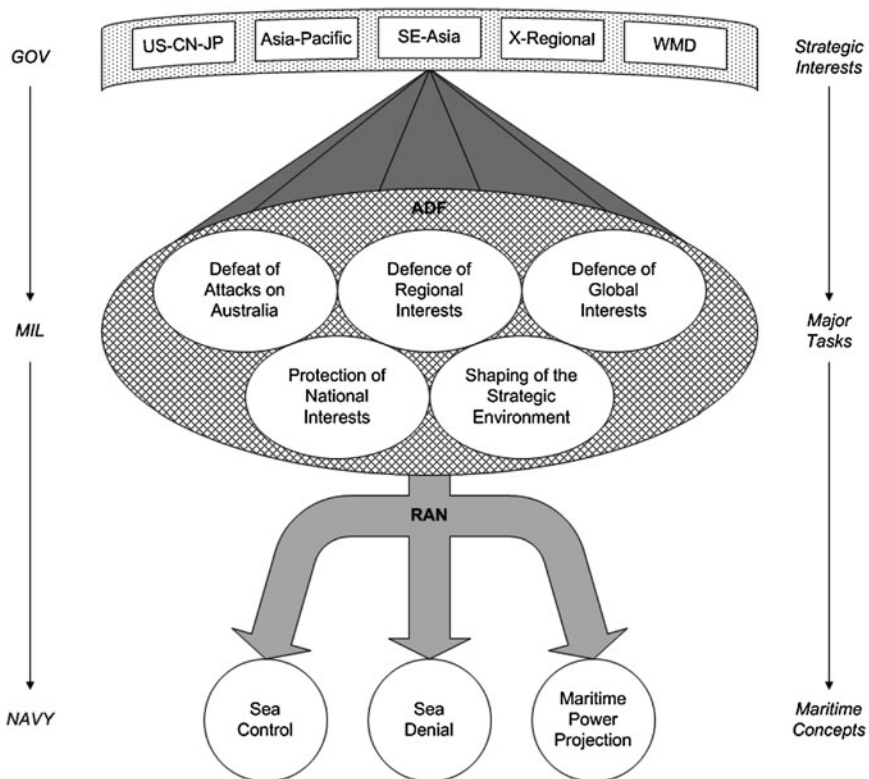 GOV
US-CN-JP
Asia-Pacific
SE-Asia
X-Regional
WMD
Strategic
Interests
ADF
Defeat of
Attacks on
Australia
Defence of
Regional
Interests
Defence of
Global
Interests
MIL
Major
Tasks
Protection of
National
Interests
Shaping of the
Strategic
Environment
RAN
NAVY
Sea
Control
Sea
Denial
Maritime
Power
Projection
Maritime
Concepts